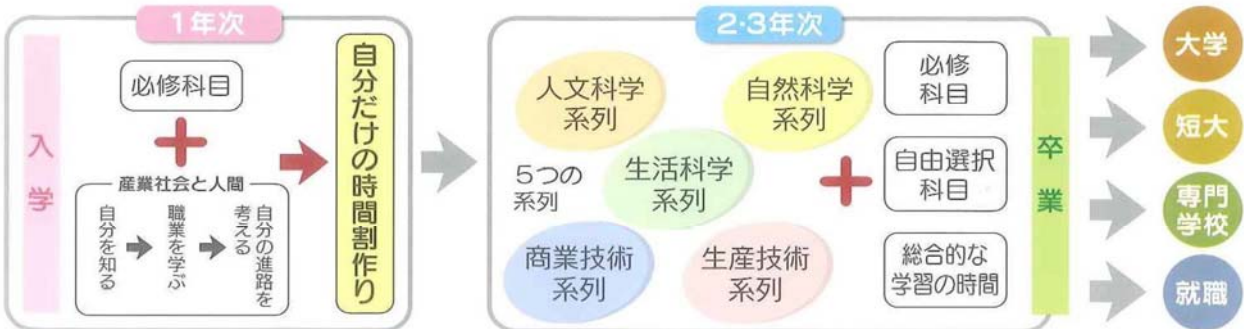 1年次
入学
必修科目
産業社会と人間
自分を知る
職業を学ぶ
自分の進路を
考える
自分だけの時間割作り
2・3年次
人文科学
系列
自然科学
系列
5つの
系列
生活科学
系列
商業技術
系列
生産技術
系列
必修
科目
自由選択
科目
総合的な
学習の時間
卒業
大学
短大
専門
学校
就職